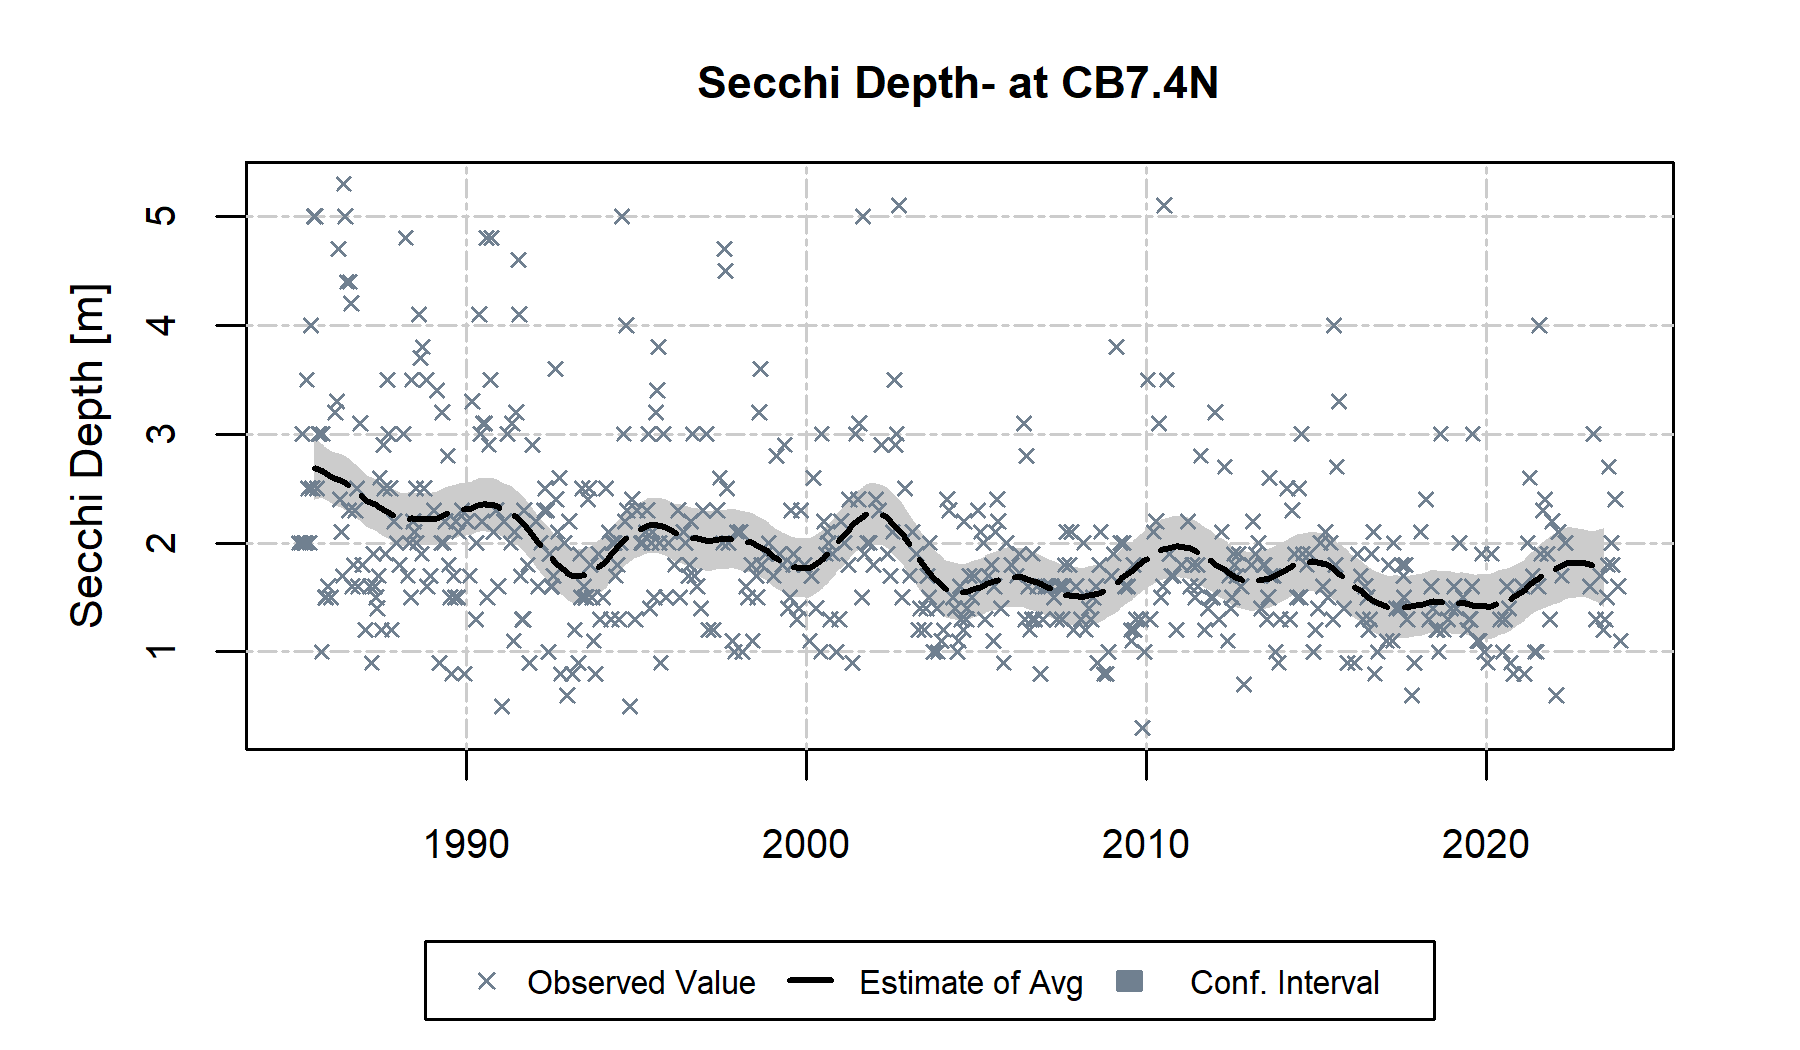 Secchi Depth- at CB7.4N
Secchi Depth [m]
5
4
3
2
1
1990 2000 2010 2020
Observed Value Estimate of Avg Conf. Interval